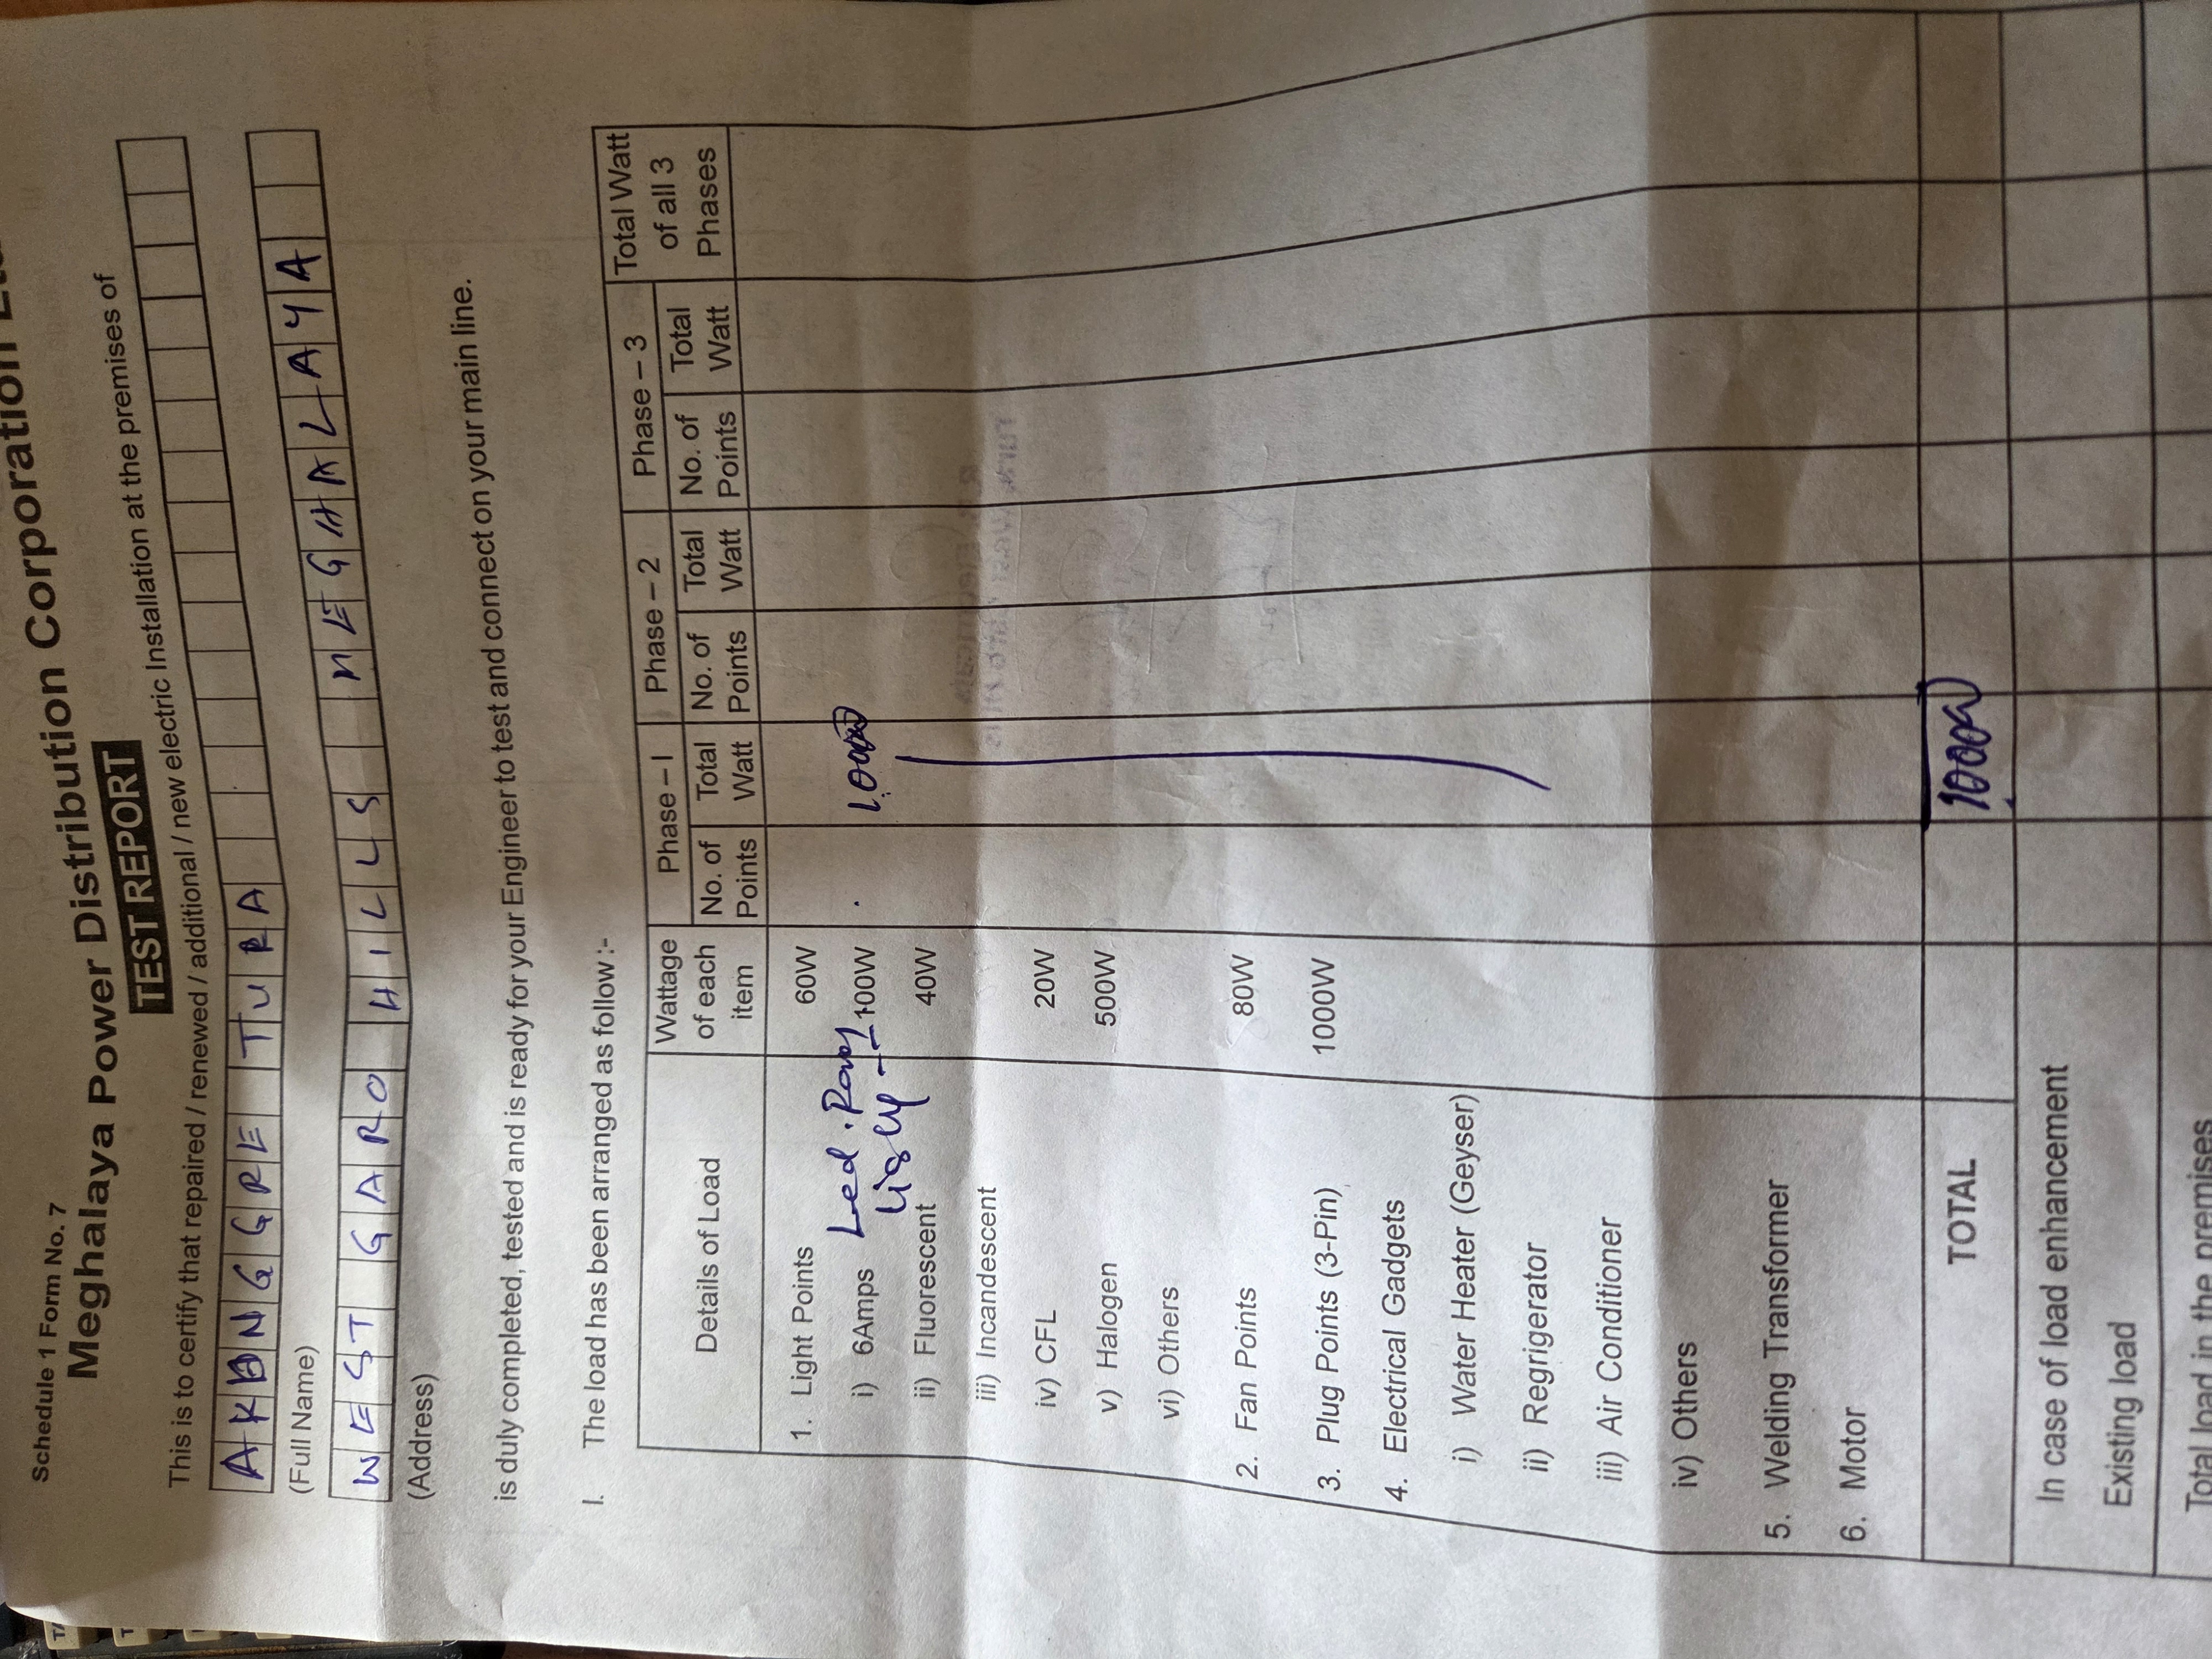 Schedule 1 Form No. 7
Meghalaya Power Distribution Corporation
TEST REPORT
This is to certify that repaired / renewed / additional / new electric Installation at the premises of
TURA
(Full Name)
WEST GARO HILLS MEGHALAYA
(Address)
is duly completed, tested and is ready for your Engineer to test and connect on your main line.
I. The load has been arranged as follow :-
Details of Load Wattage of each item Phase – I Phase – 2 Phase – 3 Total Watt of all 3 Phases
No. of Points Total Watt No. of Points Total Watt No. of Points Total Watt
1. Light Points 60W
i) 6Amps Led 100W
ii) Fluorescent 40W
iii) Incandescent
iv) CFL 20W
v) Halogen 500W
vi) Others
2. Fan Points 80W
3. Plug Points (3-Pin) 1000W
4. Electrical Gadgets
i) Water Heater (Geyser)
ii) Regrigerator
iii) Air Conditioner
iv) Others
5. Welding Transformer
6. Motor
TOTAL 1000W
In case of load enhancement
Existing load
Total load in the premises